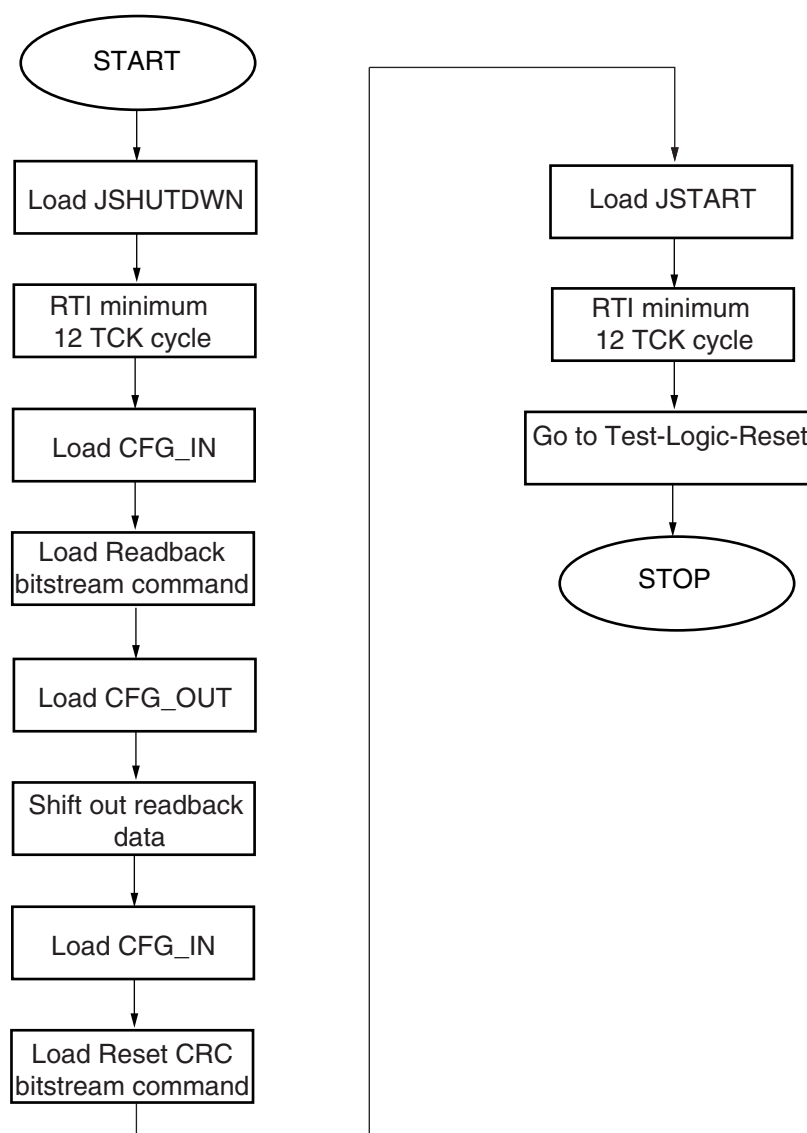 START
Load JSHUTDWN
RTI minimum
12 TCK cycle
Load CFG_IN
Load Readback
bitstream command
Load CFG_OUT
Shift out readback
data
Load CFG_IN
Load Reset CRC
bitstream command
Load JSTART
RTI minimum
12 TCK cycle
Go to Test-Logic-Reset
STOP